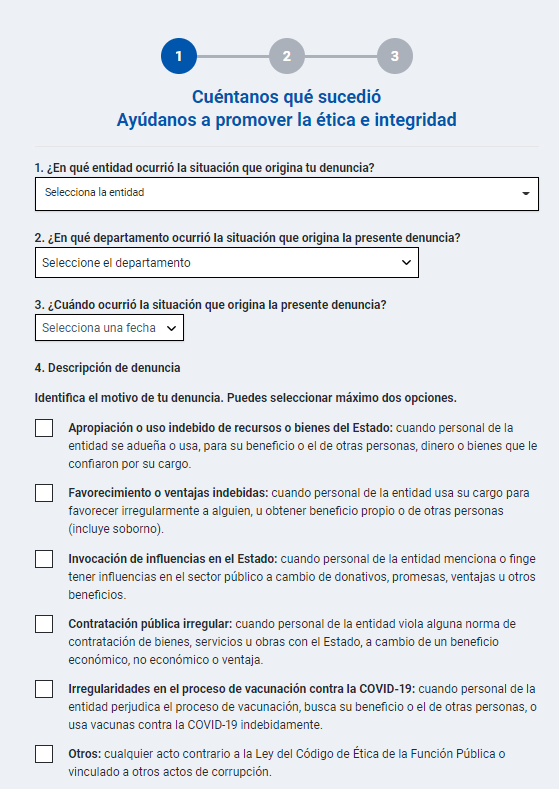 1
2
3
Cuéntanos qué sucedió
Ayúdanos a promover la ética e integridad
1. ¿En qué entidad ocurrió la situación que origina tu denuncia?
Selecciona la entidad
2. ¿En qué departamento ocurrió la situación que origina la presente denuncia?
Seleccione el departamento
3. ¿Cuándo ocurrió la situación que origina la presente denuncia?
Selecciona una fecha
4. Descripción de denuncia
Identifica el motivo de tu denuncia. Puedes seleccionar máximo dos opciones.
Apropiación o uso indebido de recursos o bienes del Estado: cuando personal de la
entidad se adueña o usa, para su beneficio o el de otras personas, dinero o bienes que le
confiaron por su cargo.
Favorecimiento o ventajas indebidas: cuando personal de la entidad usa su cargo para
favorecer irregularmente a alguien, u obtener beneficio propio o de otras personas
(incluye soborno).
Invocación de influencias en el Estado: cuando personal de la entidad menciona o finge
tener influencias en el sector público a cambio de donativos, promesas, ventajas u otros
beneficios.
Contratación pública irregular: cuando personal de la entidad viola alguna norma de
contratación de bienes, servicios u obras con el Estado, a cambio de un beneficio
económico, no económico o ventaja.
Irregularidades en el proceso de vacunación contra la COVID-19: cuando personal de la
entidad perjudica el proceso de vacunación, busca su beneficio o el de otras personas, o
usa vacunas contra la COVID-19 indebidamente.
Otros: cualquier acto contrario a la Ley del Código de Ética de la Función Pública o
vinculado a otros actos de corrupción.